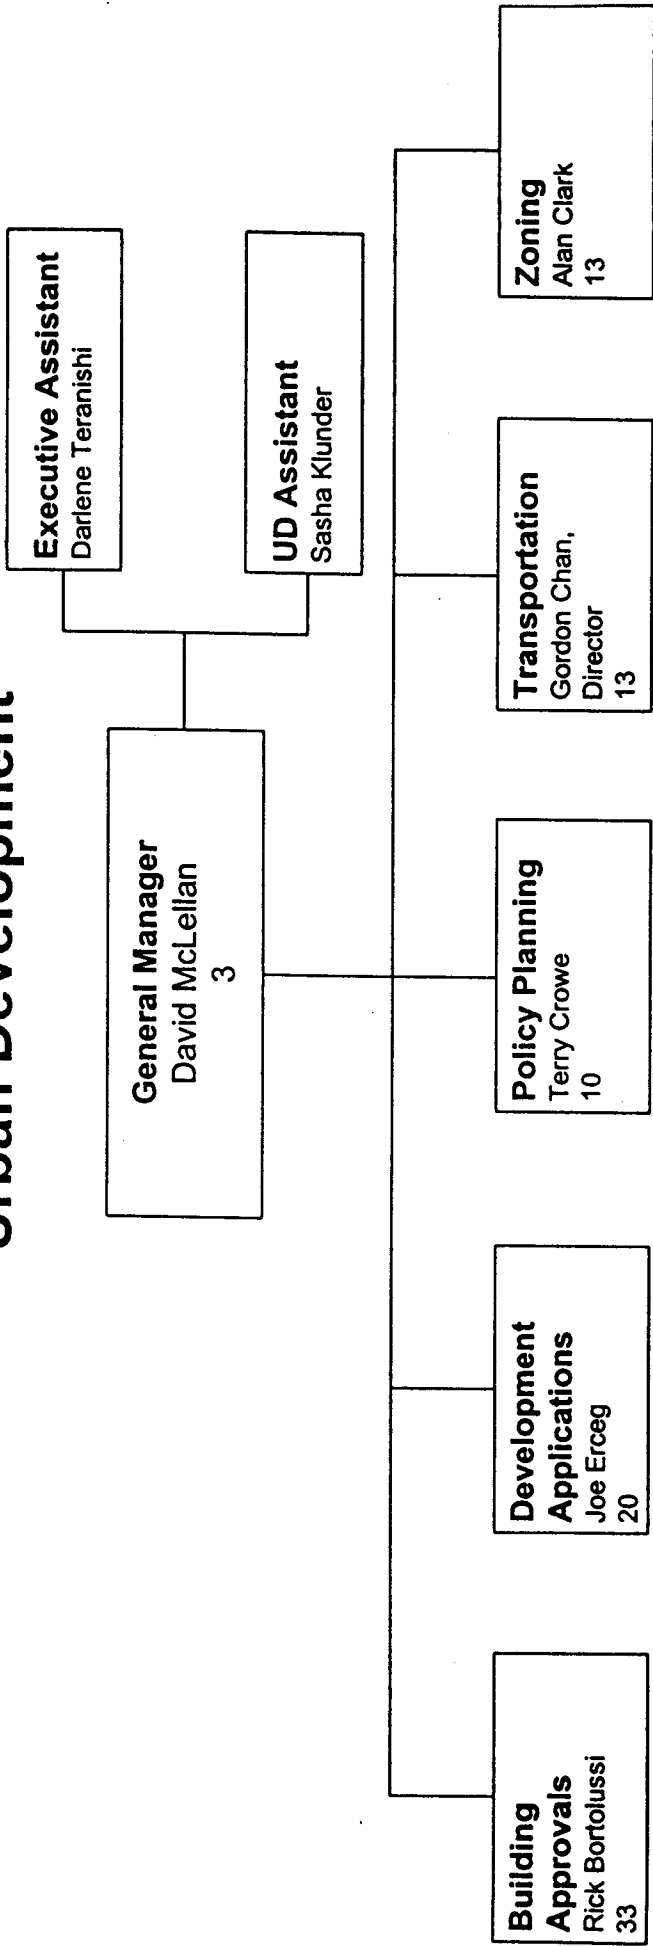 Urban Development
General Manager
David McLellan
3
Executive Assistant
Darlene Teranishi
UD Assistant
Sasha Klunder
Building
Approvals
Rick Bortolussi
33
Development
Applications
Joe Erceg
20
Policy Planning
Terry Crowe
10
Transportation
Gordon Chan,
Director
13
Zoning
Alan Clark
13